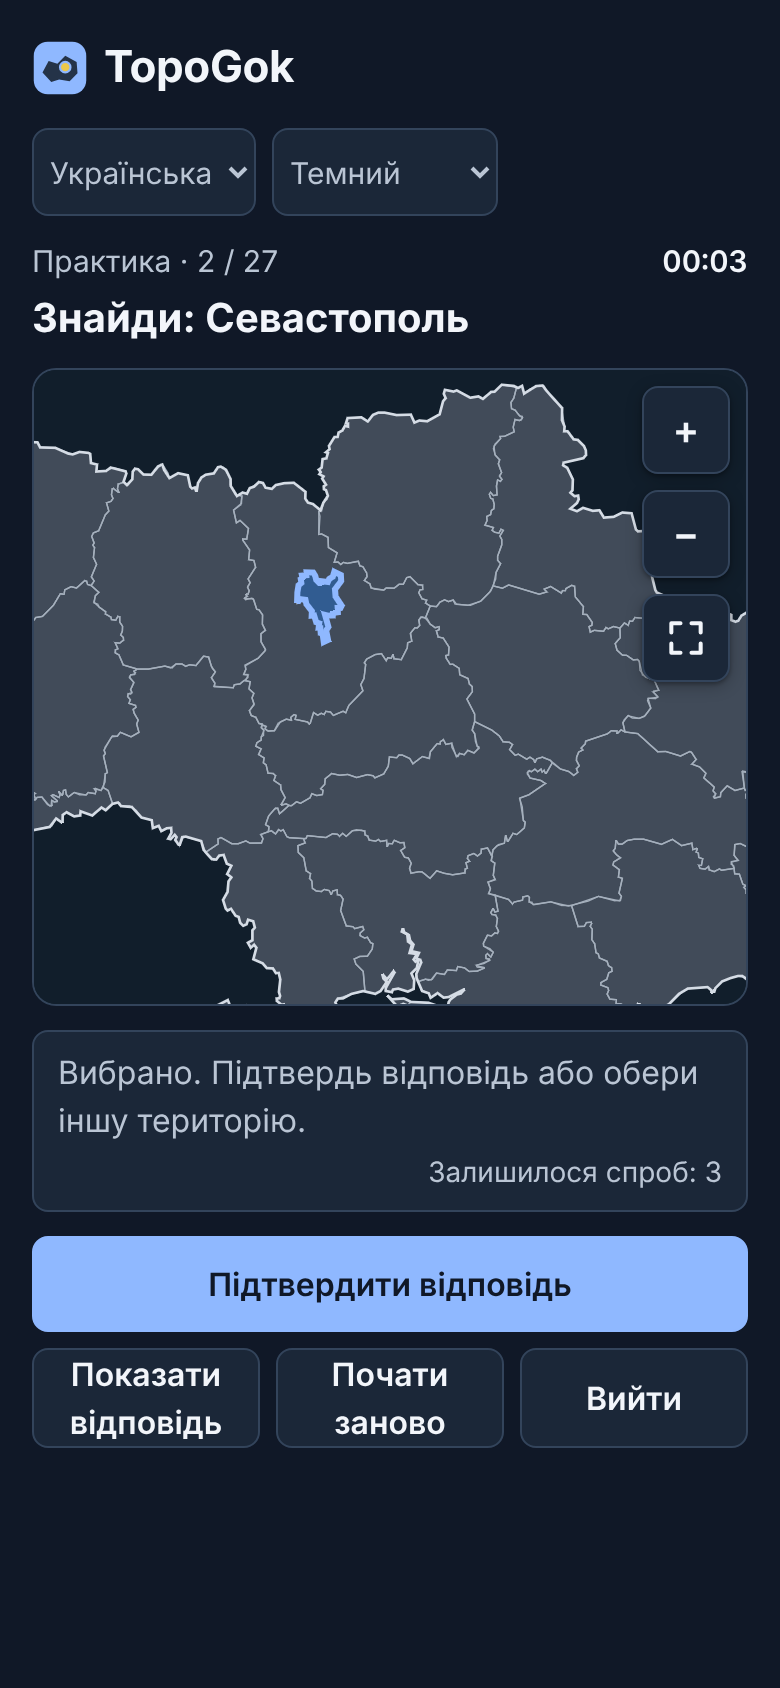 TopoGok
Українська
Темний
Практика · 2 / 27
00:03
Знайди: Севастополь
+
−
Вибрано. Підтвердь відповідь або обери
іншу територію.
Залишилося спроб: 3
Підтвердити відповідь
Показати
відповідь
Почати
заново
Вийти